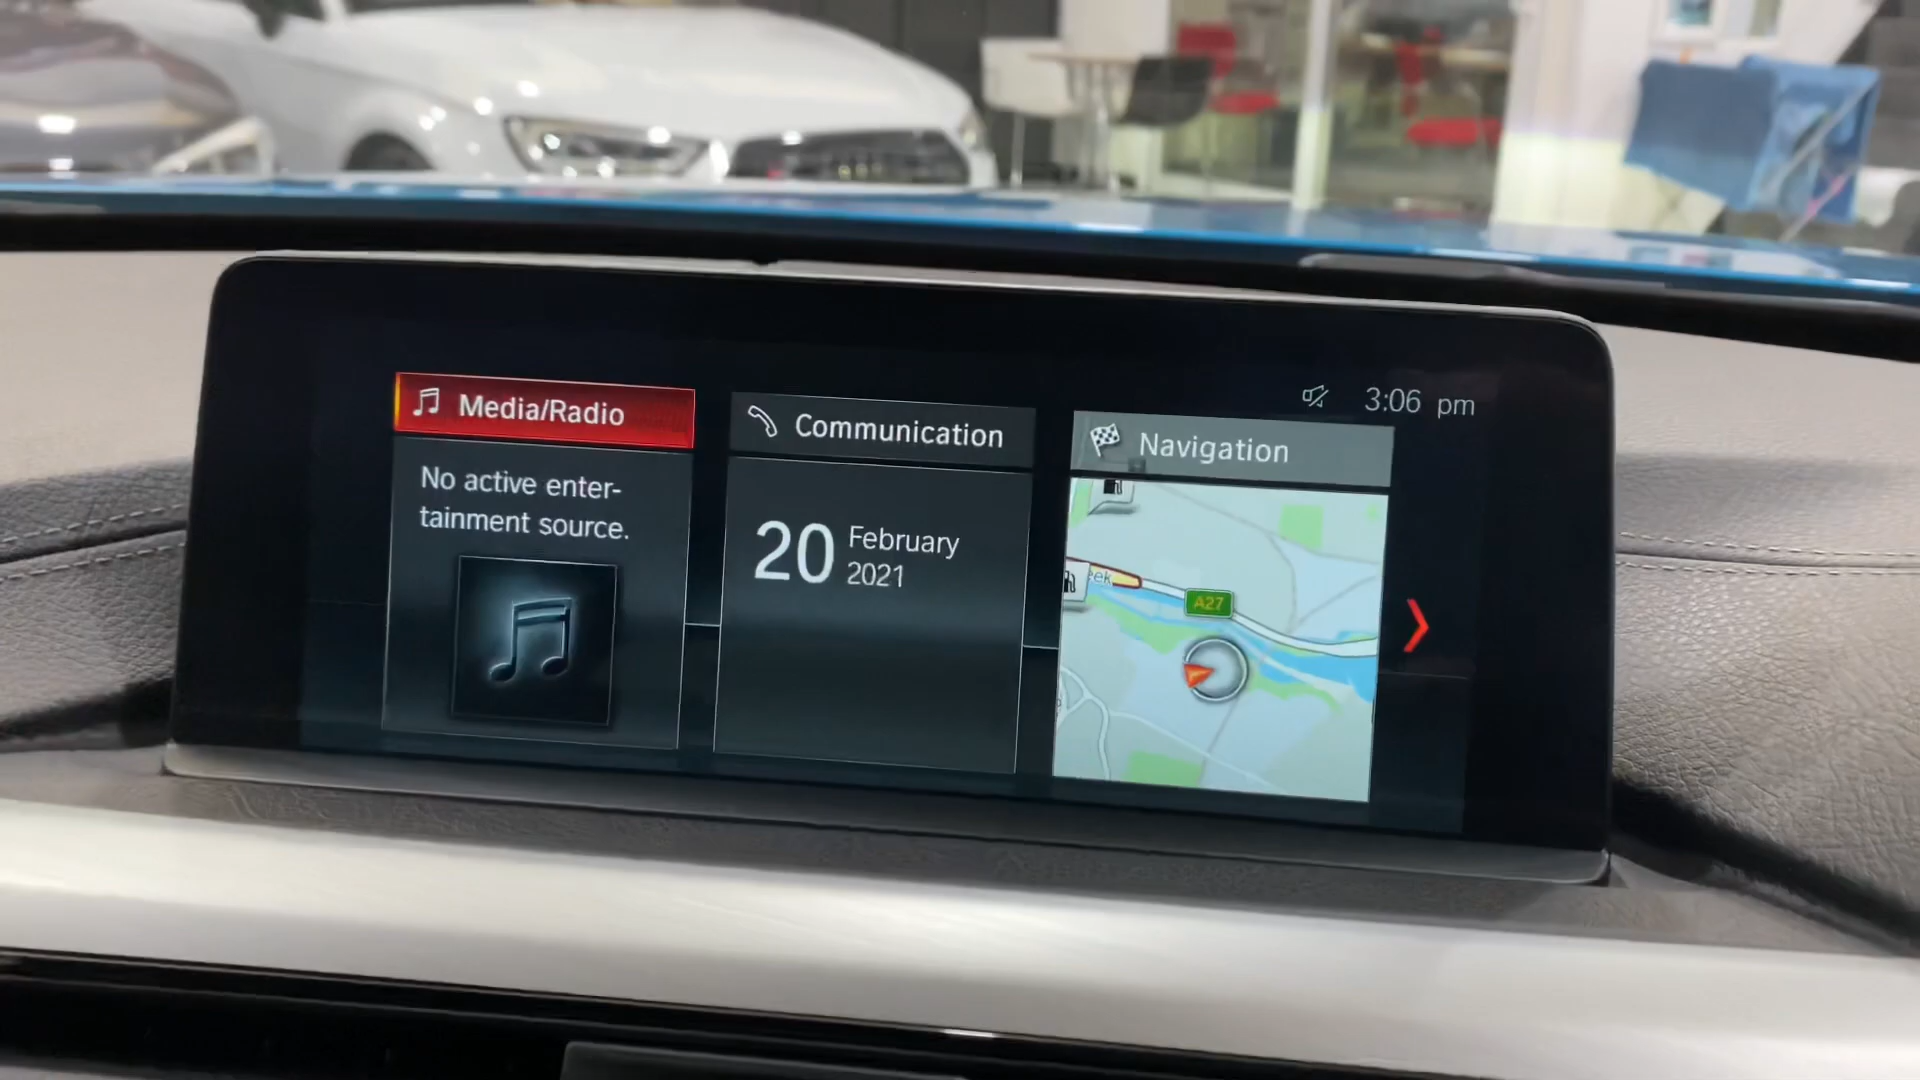 3:06 pm
Media/Radio
No active enter-
tainment source.
Communication
20
February
2021
Navigation
A27